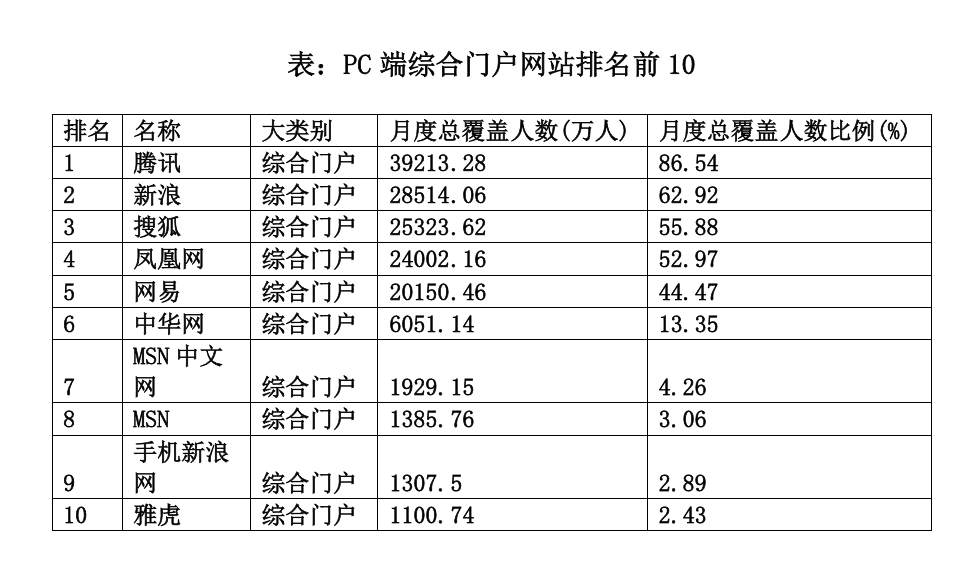 表：PC 端综合门户网站排名前 10
排名 名称 大类别 月度总覆盖人数(万人) 月度总覆盖人数比例(%)
1 腾讯 综合门户 39213.28 86.54
2 新浪 综合门户 28514.06 62.92
3 搜狐 综合门户 25323.62 55.88
4 凤凰网 综合门户 24002.16 52.97
5 网易 综合门户 20150.46 44.47
6 中华网 综合门户 6051.14 13.35
MSN 中文
7 网 综合门户 1929.15 4.26
8 MSN 综合门户 1385.76 3.06
手机新浪
9 网 综合门户 1307.5 2.89
10 雅虎 综合门户 1100.74 2.43